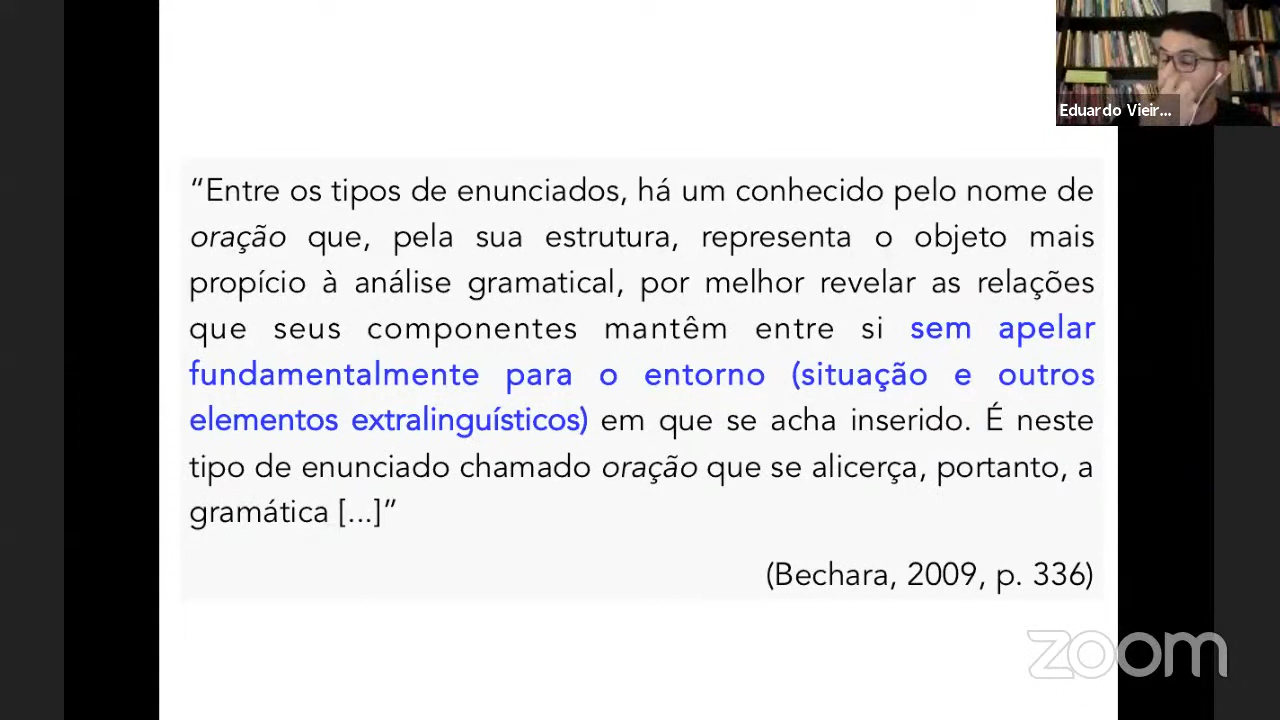 Eduardo Vieir...
“Entre os tipos de enunciados, há um conhecido pelo nome de
oração que, pela sua estrutura, representa o objeto mais
propício à análise gramatical, por melhor revelar as relações
que seus componentes mantêm entre si sem apelar
fundamentalmente para o entorno (situação e outros
elementos extralinguísticos) em que se acha inserido. É neste
tipo de enunciado chamado oração que se alicerça, portanto, a
gramática [...]”
(Bechara, 2009, p. 336)
zoom